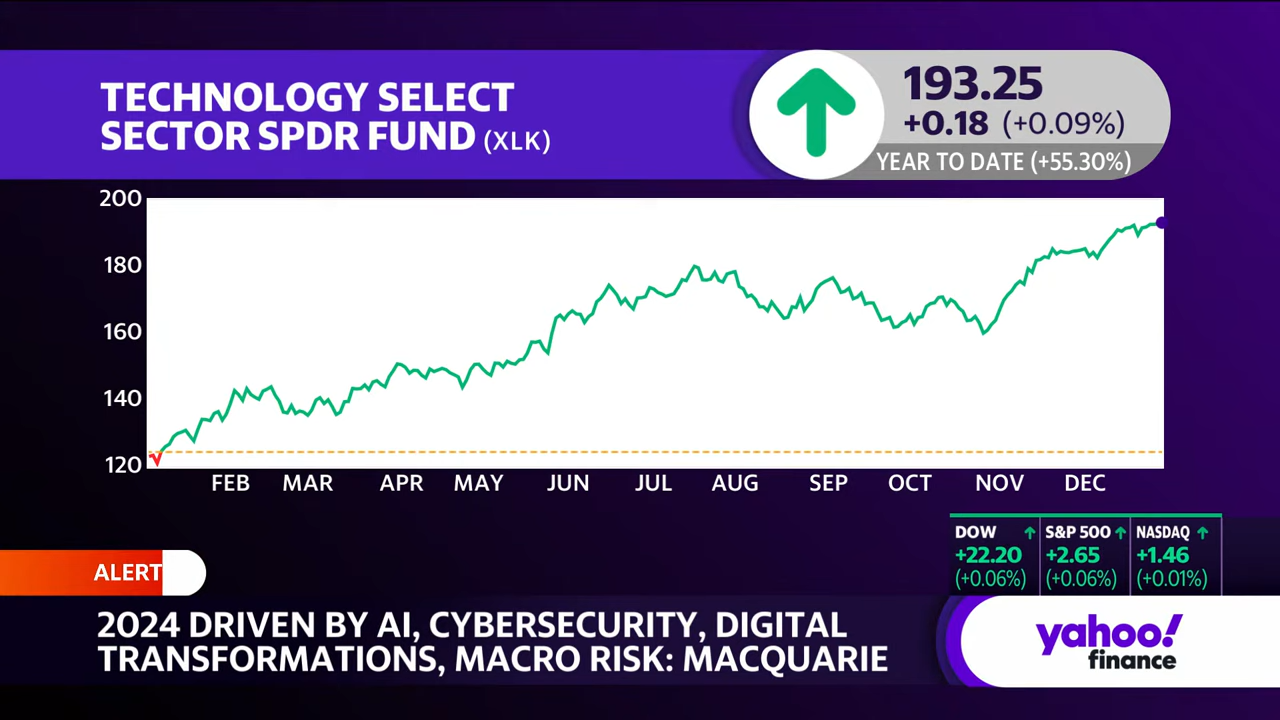 TECHNOLOGY SELECT
SECTOR SPDR FUND (XLK)
193.25
+0.18 (+0.09%)
YEAR TO DATE (+55.30%)
200
180
160
140
120
FEB MAR APR MAY JUN JUL AUG SEP OCT NOV DEC
DOW
+22.20
(+0.06%)
S&P 500
+2.65
(+0.06%)
NASDAQ
+1.46
(+0.01%)
ALERT
2024 DRIVEN BY AI, CYBERSECURITY, DIGITAL
TRANSFORMATIONS, MACRO RISK: MACQUARIE
yahoo!
finance